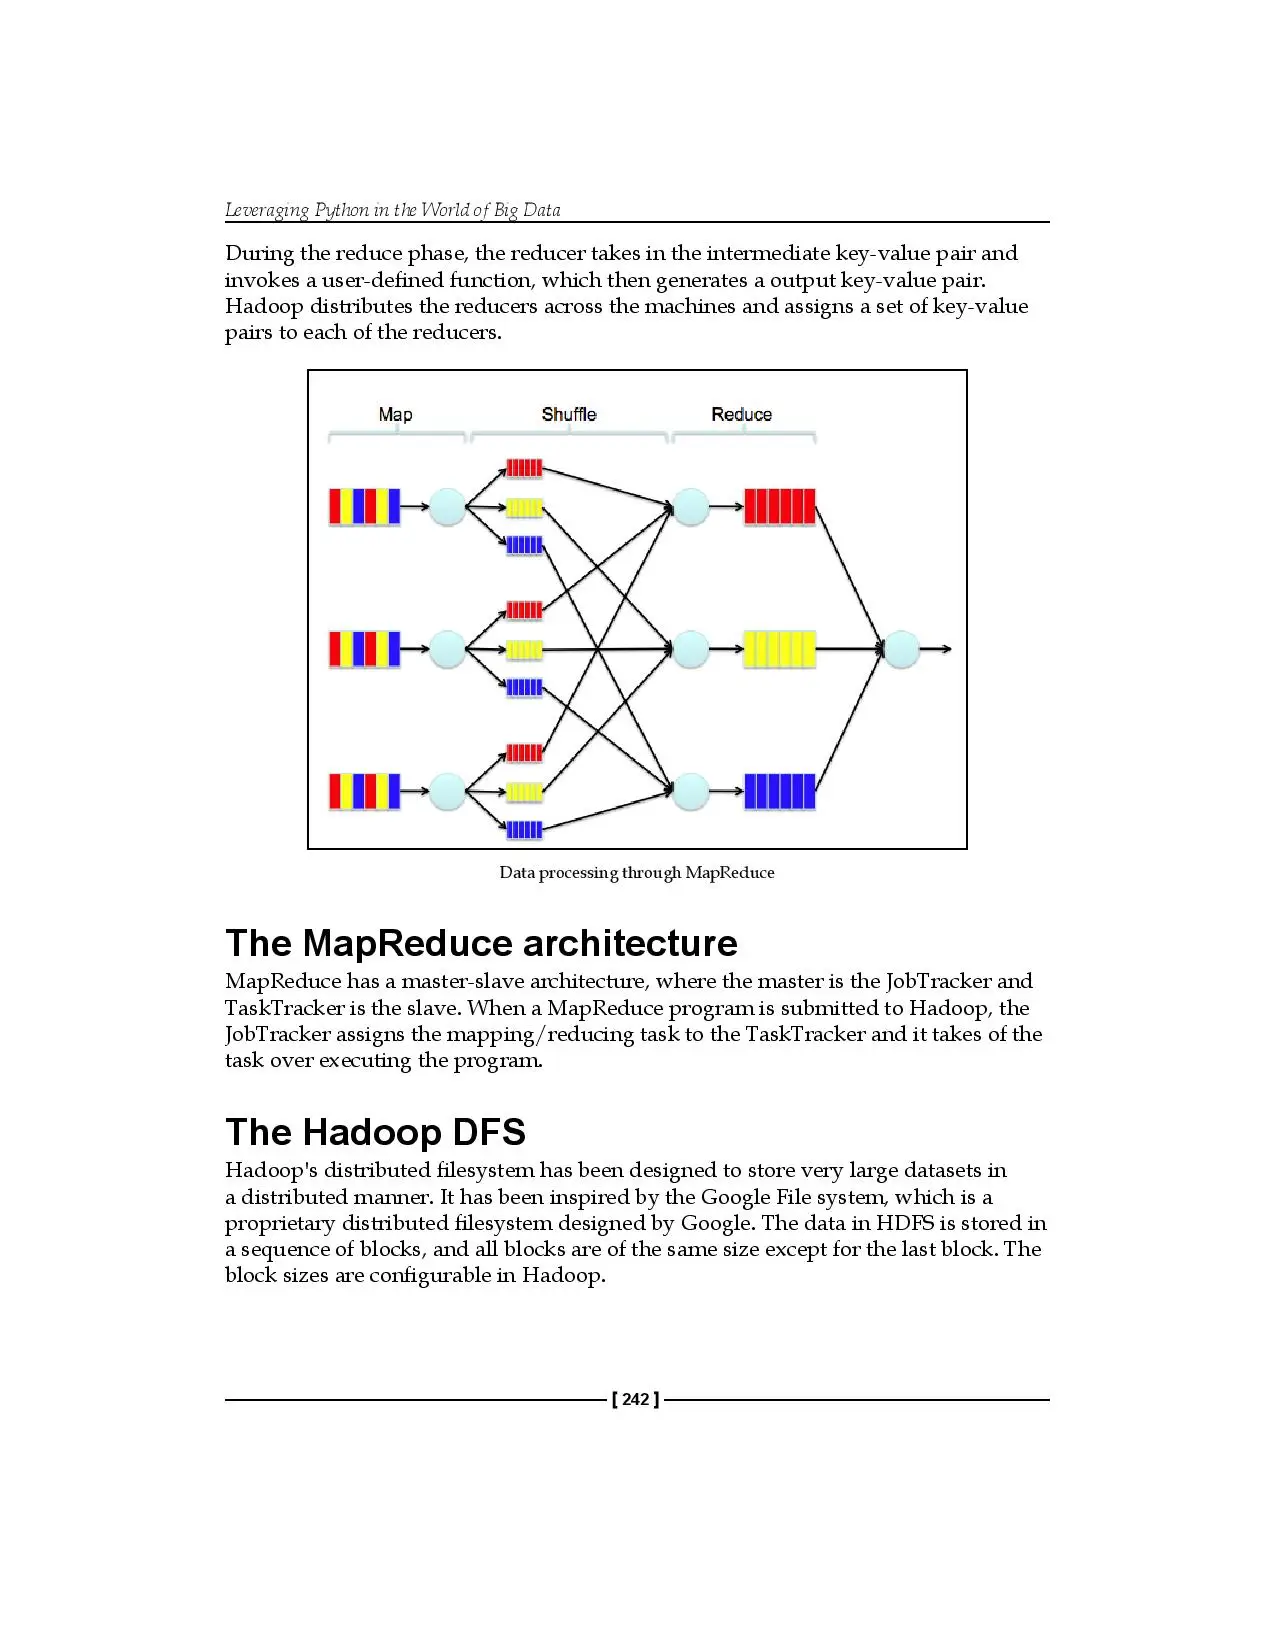 Leveraging Python in the World of Big Data
During the reduce phase, the reducer takes in the intermediate key-value pair and
invokes a user-defined function, which then generates a output key-value pair.
Hadoop distributes the reducers across the machines and assigns a set of key-value
pairs to each of the reducers.
Map Shuffle Reduce
Data processing through MapReduce
The MapReduce architecture
MapReduce has a master-slave architecture, where the master is the JobTracker and
TaskTracker is the slave. When a MapReduce program is submitted to Hadoop, the
JobTracker assigns the mapping/reducing task to the TaskTracker and it takes of the
task over executing the program.
The Hadoop DFS
Hadoop's distributed filesystem has been designed to store very large datasets in
a distributed manner. It has been inspired by the Google File system, which is a
proprietary distributed filesystem designed by Google. The data in HDFS is stored in
a sequence of blocks, and all blocks are of the same size except for the last block. The
block sizes are configurable in Hadoop.
[ 242 ]